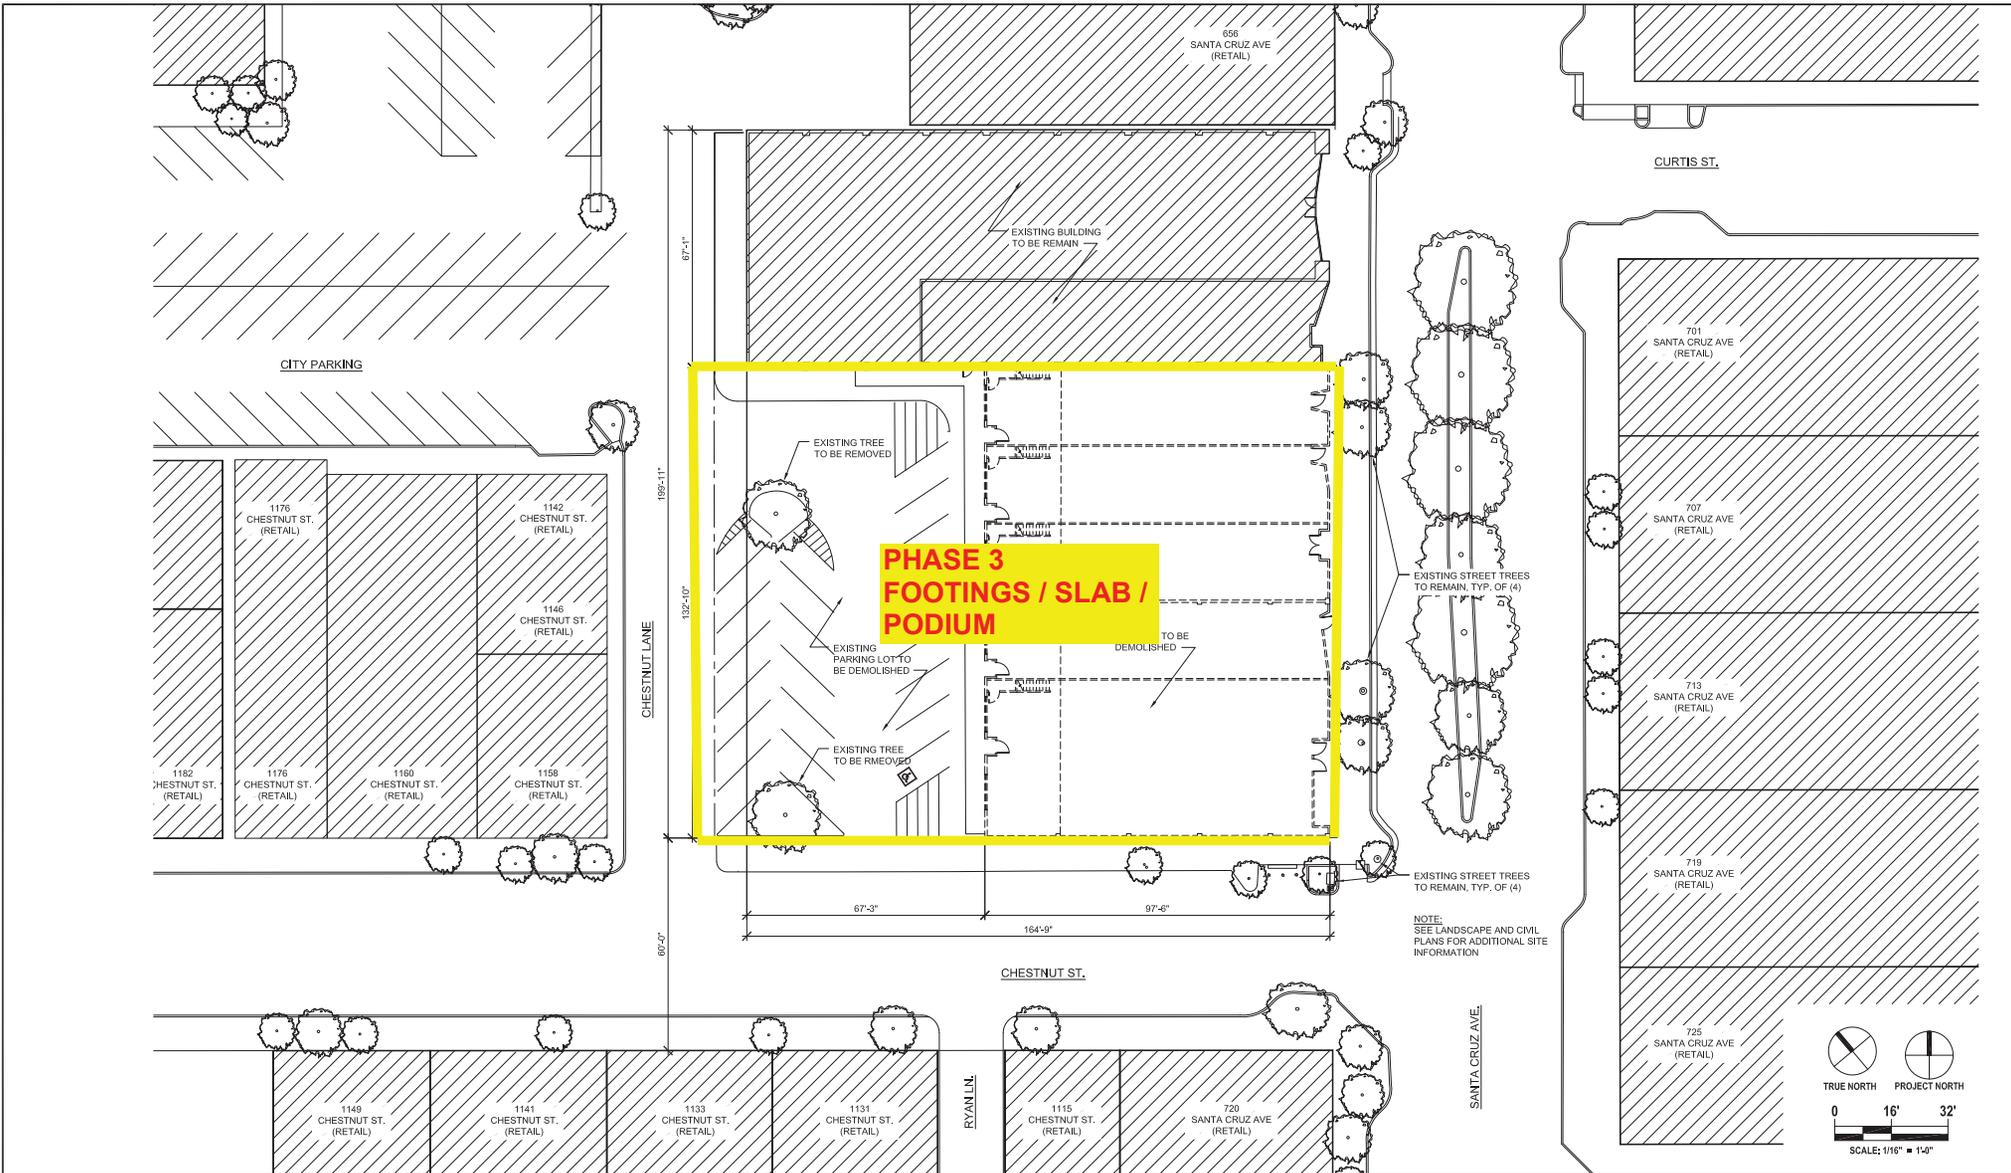 656
SANTA CRUZ AVE
(RETAIL)
CURTIS ST.
67'-1"
EXISTING BUILDING
TO BE REMAIN
701
SANTA CRUZ AVE
(RETAIL)
CITY PARKING
EXISTING TREE
TO BE REMOVED
199'-11"
1176
CHESTNUT ST.
(RETAIL)
1142
CHESTNUT ST.
(RETAIL)
707
SANTA CRUZ AVE
(RETAIL)
PHASE 3
FOOTINGS / SLAB /
PODIUM
EXISTING STREET TREES
TO REMAIN, TYP. OF (4)
132'-10"
1146
CHESTNUT ST.
(RETAIL)
CHESTNUT LANE
TO BE
DEMOLISHED
EXISTING
PARKING LOT TO
BE DEMOLISHED
713
SANTA CRUZ AVE
(RETAIL)
EXISTING TREE
TO BE RMEOVED
1182
CHESTNUT ST.
(RETAIL)
1176
CHESTNUT ST.
(RETAIL)
1160
CHESTNUT ST.
(RETAIL)
1158
CHESTNUT ST.
(RETAIL)
719
SANTA CRUZ AVE
(RETAIL)
EXISTING STREET TREES
TO REMAIN, TYP. OF (4)
67'-3"
97'-6"
164'-9"
60'-0"
NOTE:
SEE LANDSCAPE AND CIVIL
PLANS FOR ADDITIONAL SITE
INFORMATION
CHESTNUT ST.
SANTA CRUZ AVE.
725
SANTA CRUZ AVE
(RETAIL)
TRUE NORTH
PROJECT NORTH
RYAN LN.
1149
CHESTNUT ST.
(RETAIL)
1141
CHESTNUT ST.
(RETAIL)
1133
CHESTNUT ST.
(RETAIL)
1131
CHESTNUT ST.
(RETAIL)
1115
CHESTNUT ST.
(RETAIL)
720
SANTA CRUZ AVE
(RETAIL)
0 16' 32'
SCALE: 1/16" = 1'-0"